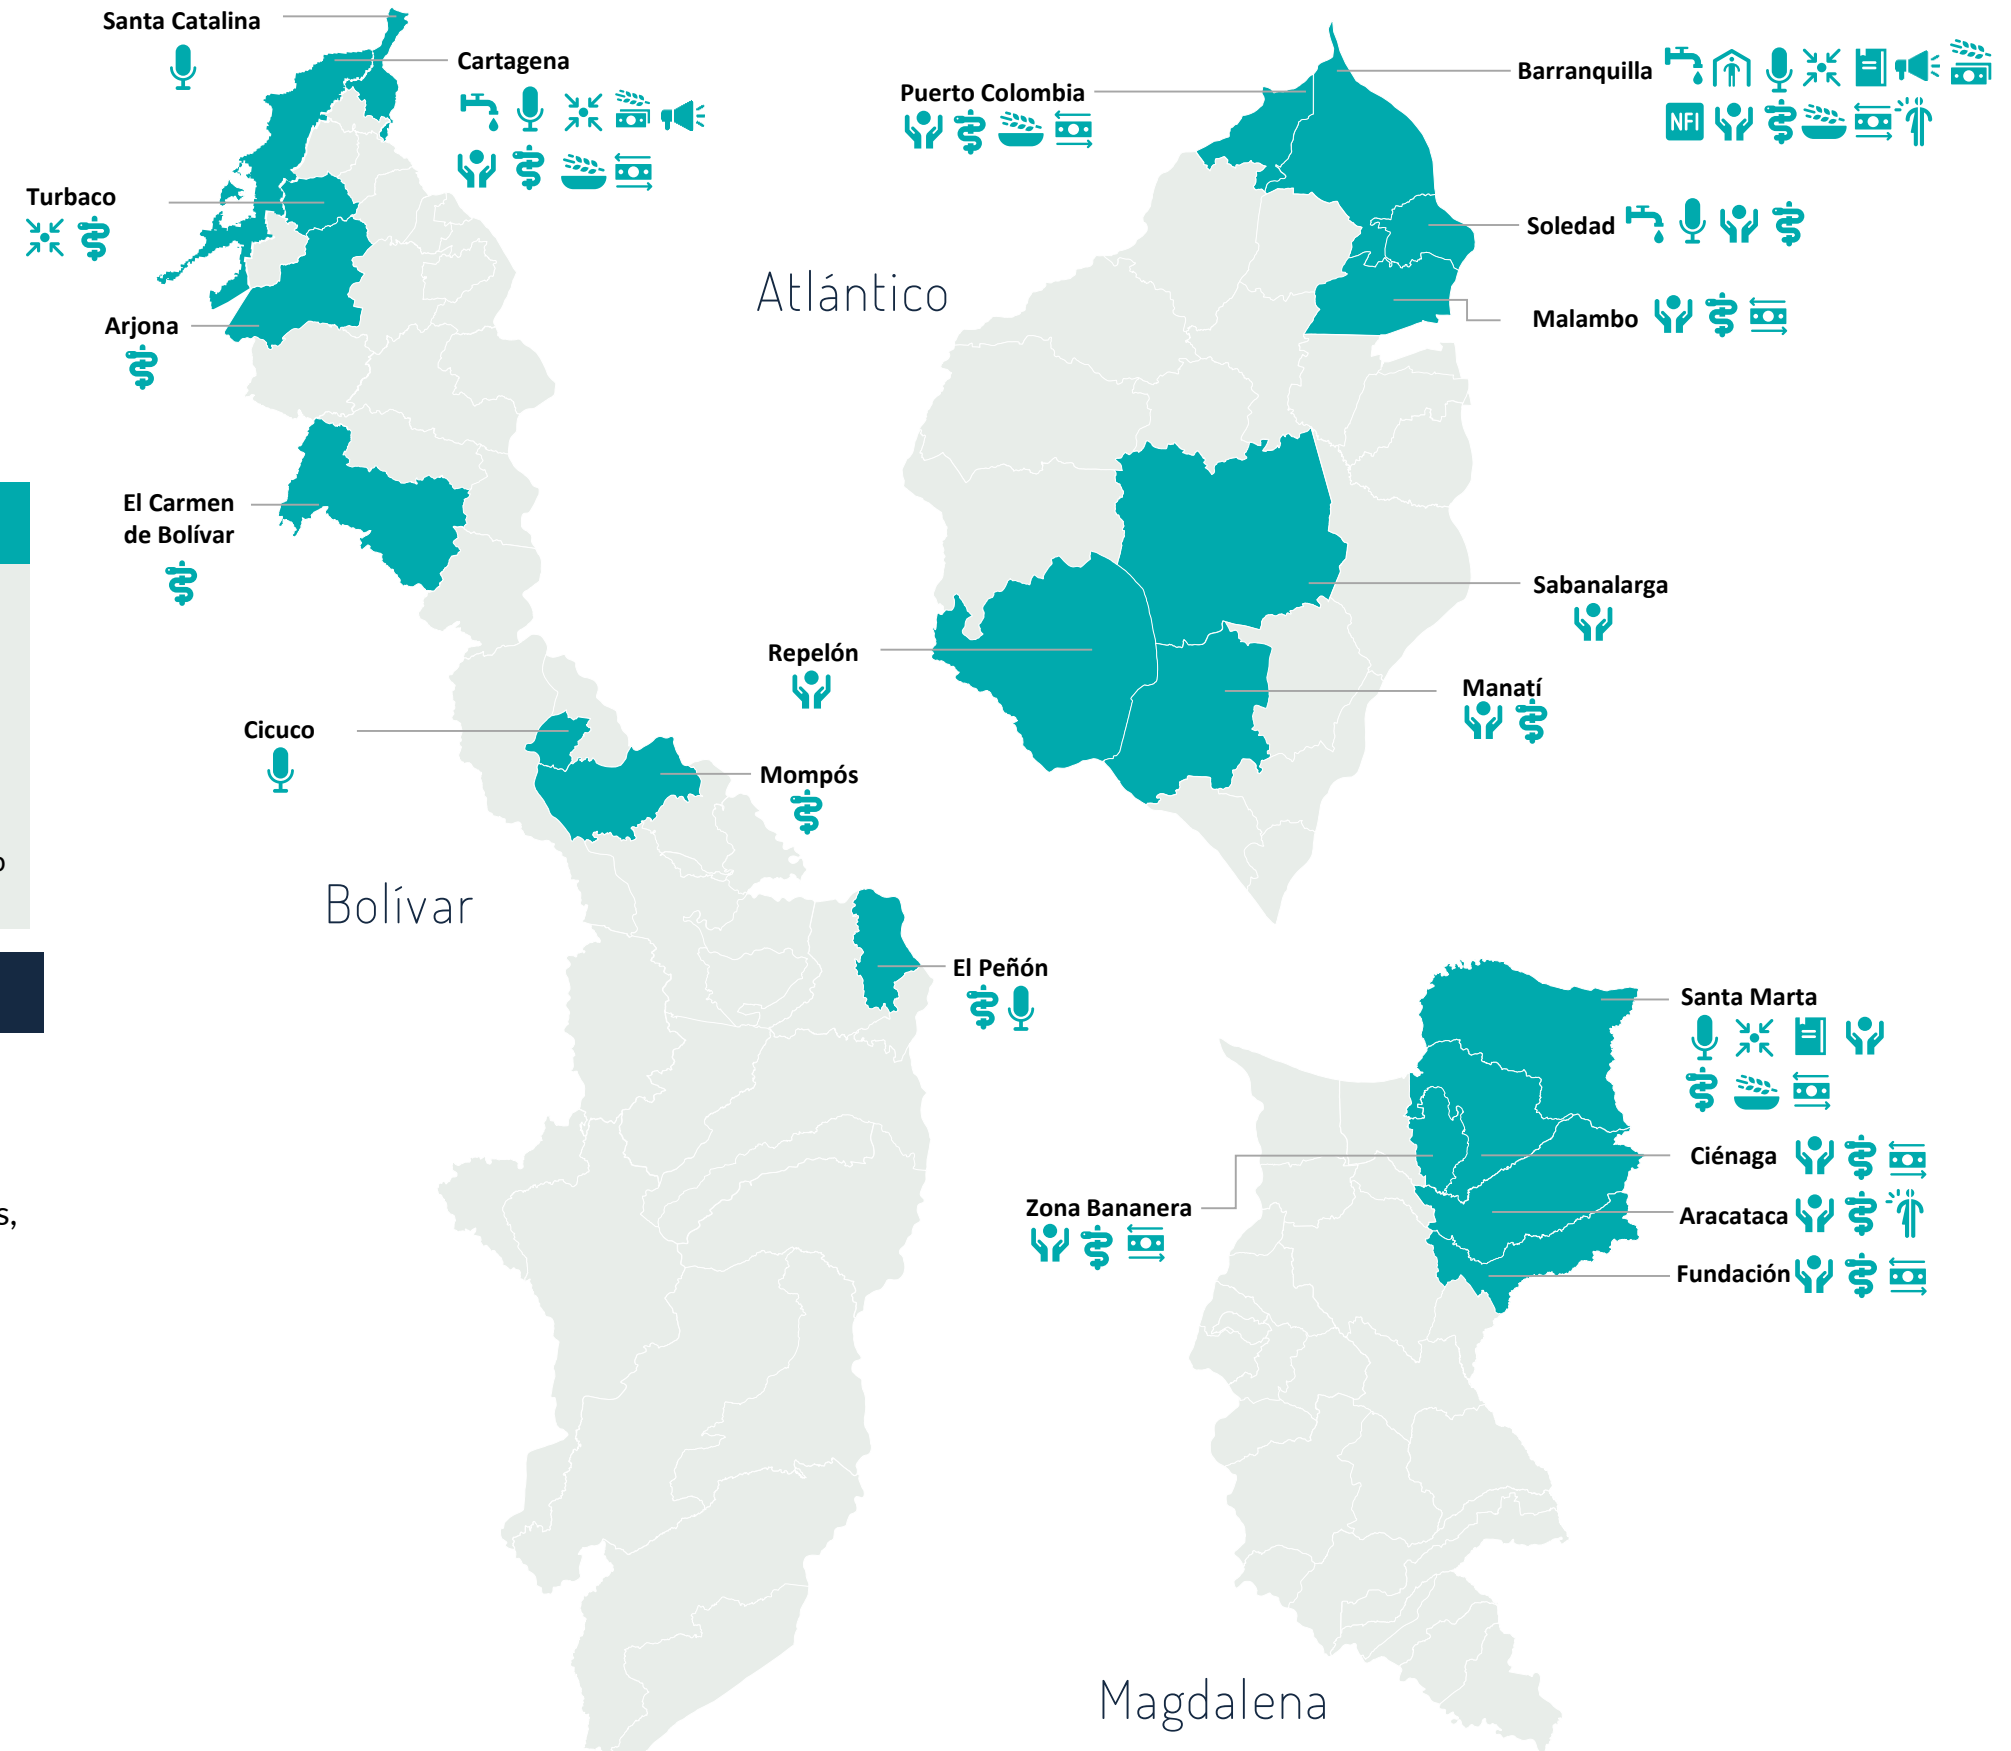 Santa Catalina
Cartagena
Turbaco
Arjona
El Carmen
de Bolívar
Cicuco
Mompós
Bolívar
El Peñón
Atlántico
Puerto Colombia
Barranquilla
NFI
Soledad
Malambo
Sabanalarga
Repelón
Manatí
Santa Marta
Ciénaga
Zona Bananera
Aracataca
Fundación
Magdalena
s,